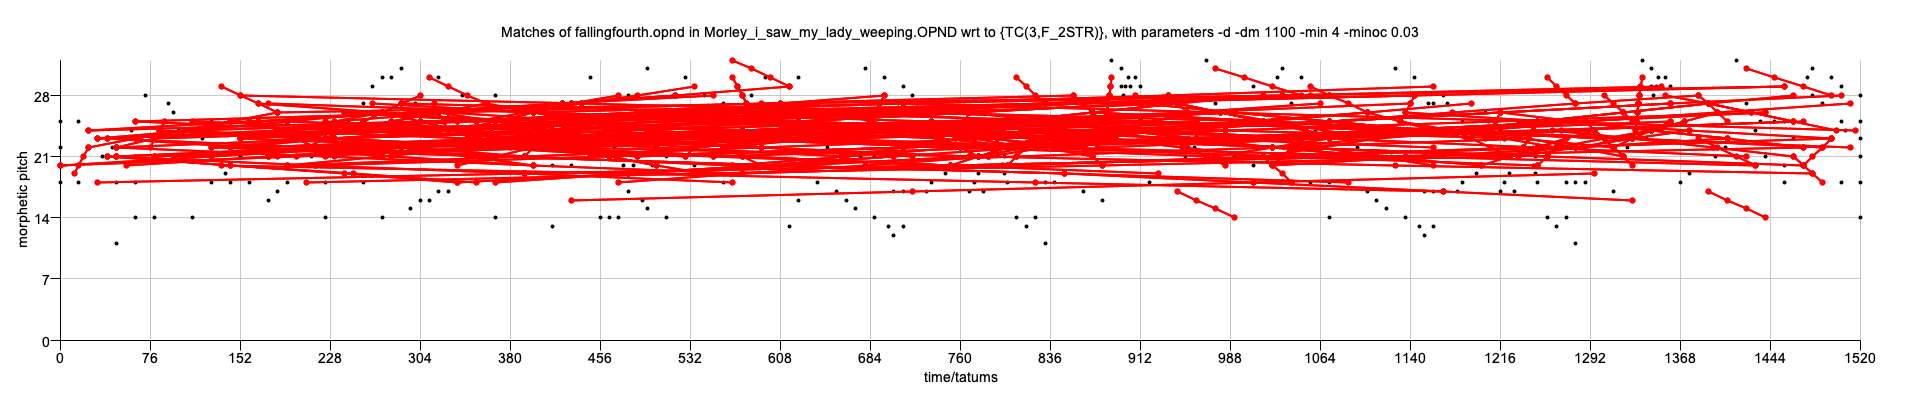 Matches of fallingfourth.opnd in Morley_i_saw_my_lady_weeping.OPND wrt to {TC(3,F_2STR)}, with parameters -d -dm 1100 -min 4 -minoc 0.03
morphetic pitch
28
21
14
7
0
0 76 152 228 304 380 456 532 608 684 760 836 912 988 1064 1140 1216 1292 1368 1444 1520
time/tatums